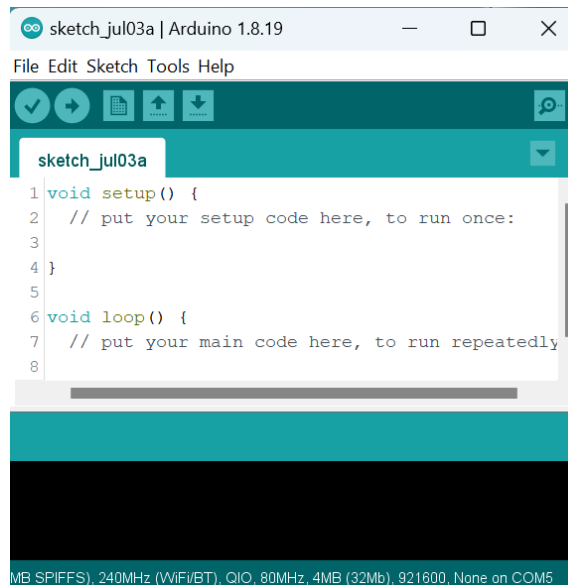 sketch_jul03a | Arduino 1.8.19
File Edit Sketch Tools Help
sketch_jul03a
1 void setup() {
2 // put your setup code here, to run once:
3
4 }
5
6 void loop() {
7 // put your main code here, to run repeatedly
8
MB SPIFFS), 240MHz (WiFi/BT), QIO, 80MHz, 4MB (32Mb), 921600, None on COM5